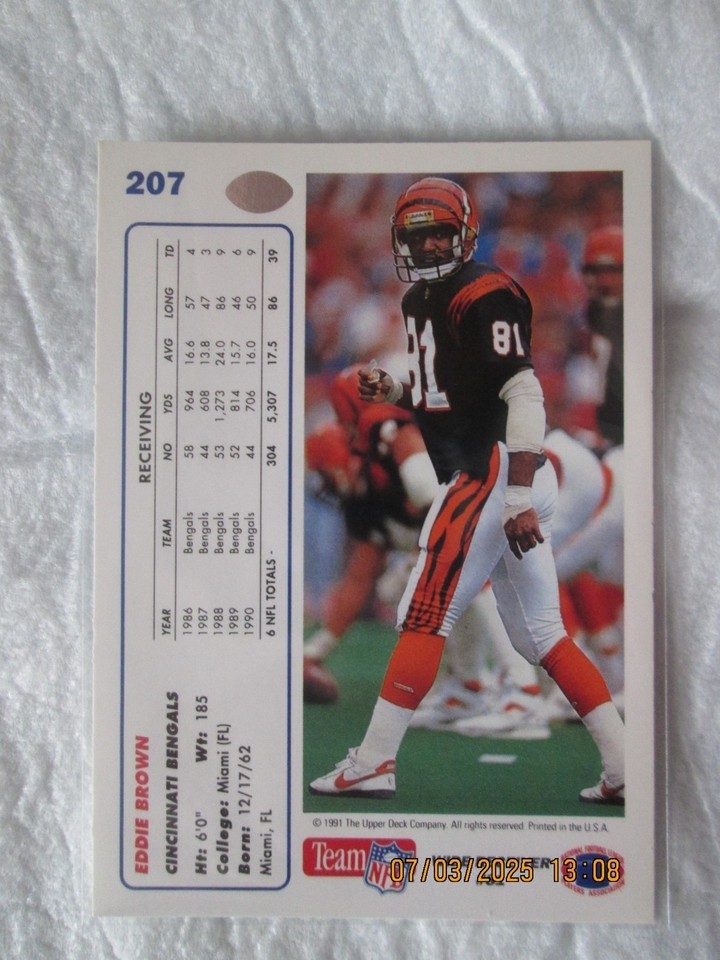 207
EDDIE BROWN
CINCINNATI BENGALS
Ht: 6'0" Wt: 185
College: Miami (FL)
Born: 12/17/62
Miami, FL
RECEIVING
YEAR TEAM NO YDS AVG LONG TD
1986 Bengals 58 964 16.6 57 4
1987 Bengals 44 608 13.8 47 3
1988 Bengals 53 1,273 24.0 86 9
1989 Bengals 52 814 15.7 46 6
1990 Bengals 44 706 16.0 50 9
6 NFL TOTALS - 304 5,307 17.5 86 39
81
81
© 1991 The Upper Deck Company. All rights reserved. Printed in the U.S.A.
Team NFL
07/03/2025 13:08